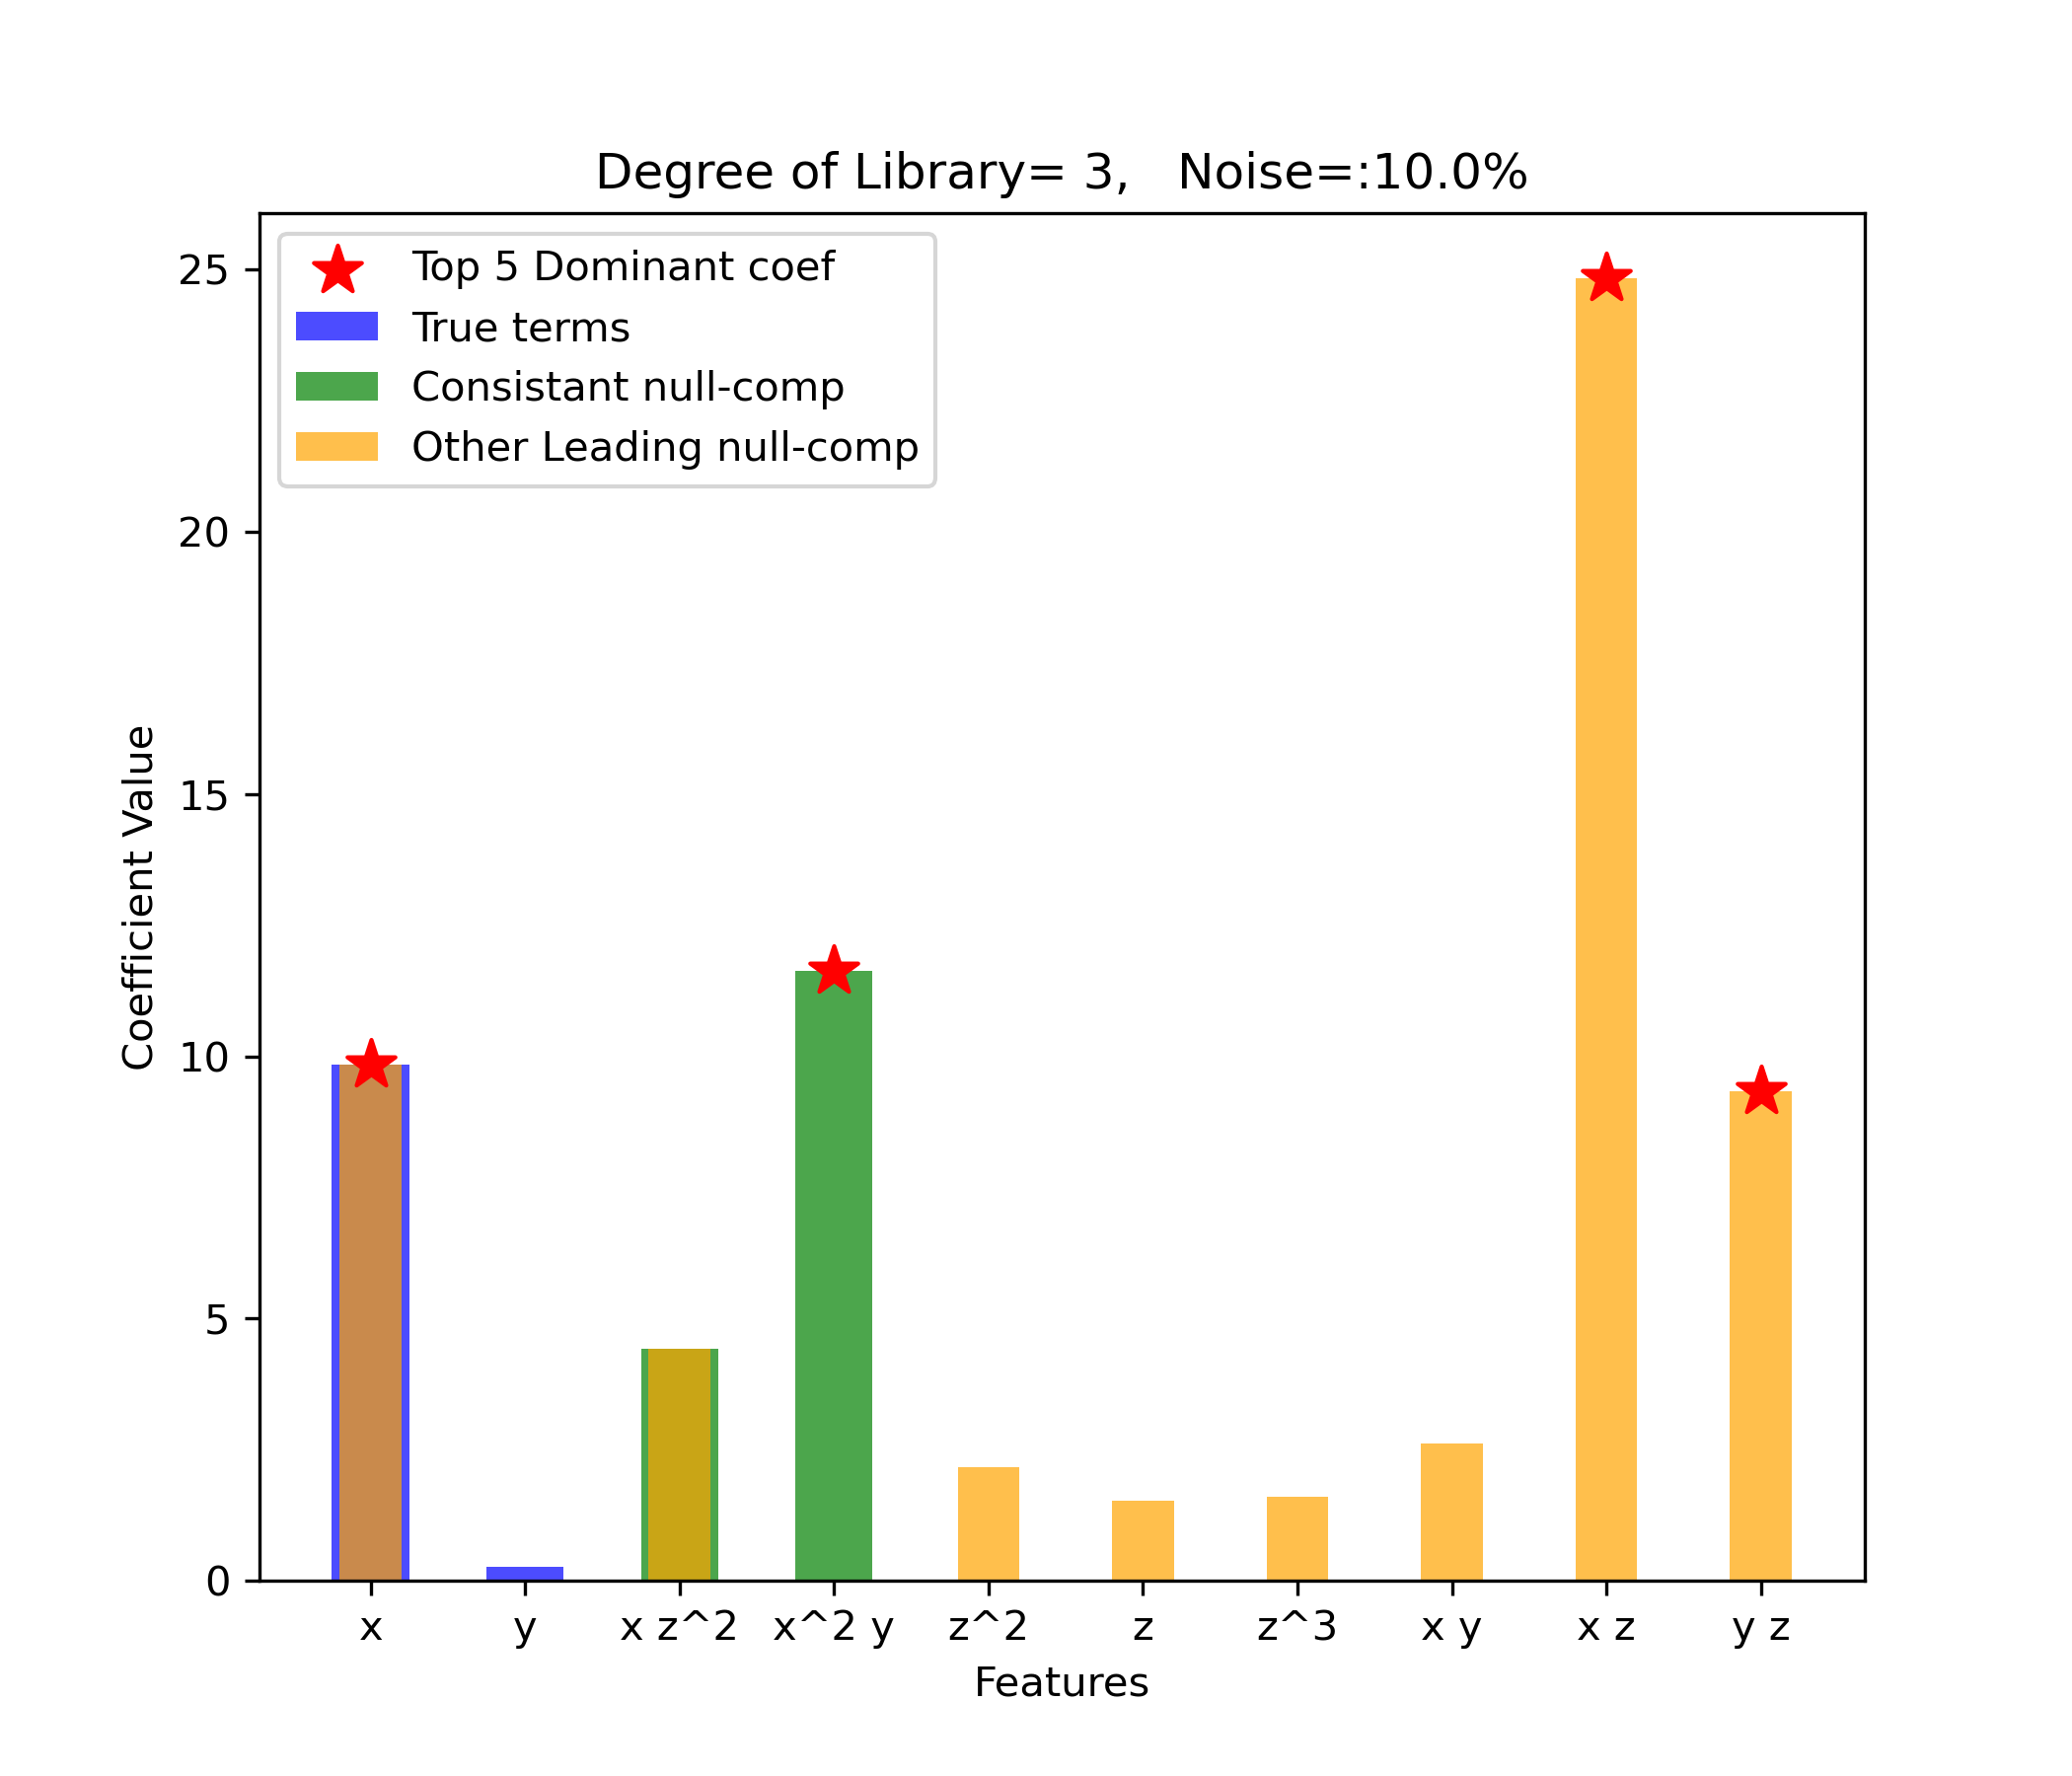 Degree of Library= 3,   Noise=:10.0%
Top 5 Dominant coef
True terms
Consistant null-comp
Other Leading null-comp
25
20
15
10
5
0
Coefficient Value
x y x z^2 x^2 y z^2 z z^3 x y x z y z
Features